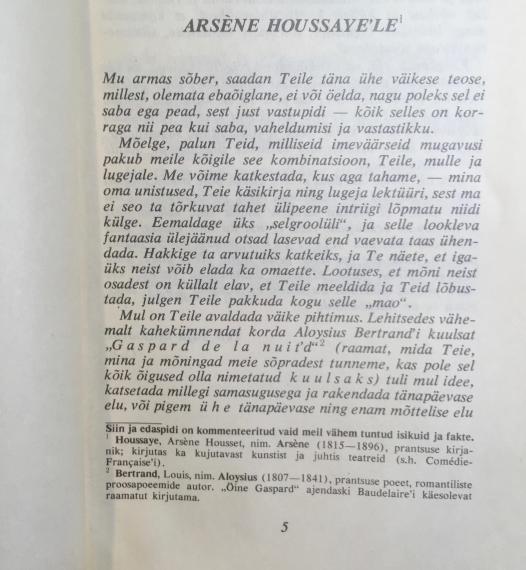 ARSÈNE HOUSSAYE'LE¹
Mu armas sõber, saadan Teile täna ühe väikese teose,
millest, olemata ebaõiglane, ei või öelda, nagu poleks sel ei
saba ega pead, sest just vastupidi — kõik selles on kor-
raga nii pea kui saba, vaheldumisi ja vastastikku.
Mõelge, palun Teid, milliseid imeväärseid mugavusi
pakub meile kõigile see kombinatsioon, Teile, mulle ja
lugejale. Me võime katkestada, kus aga tahame, — mina
oma unistused, Teie käsikirja ning lugeja lektüüri, sest ma
ei seo ta tõrkuvat tahet ülipeene intriigi lõpmatu niidi
külge. Eemaldage üks „selgroolüli“, ja selle lookleva
fantaasia ülejäänud otsad lasevad end vaevata taas ühen-
dada. Hakkige ta arvutuiks katkeiks, ja Te näete, et iga-
üks neist võib elada ka omaette. Lootuses, et mõni neist
osadest on küllalt elav, et Teile meeldida ja Teid lõbus-
tada, julgen Teile pakkuda kogu selle „mao“.
Mul on Teile avaldada väike pihtimus. Lehitsedes vähe-
malt kahekümnendat korda Aloysius Bertrand'i kuulsat
„Gaspard de la nuit'd“² (raamat, mida Teie,
mina ja mõningad meie sõpradest tunneme, kas pole sel
kõik õigused olla nimetatud kuulsaks) tuli mul idee,
katsetada millegi samasugusega ja rakendada tänapäevase
elu, või pigem ühe tänapäevase ning enam mõttelise elu
Siin ja edaspidi on kommenteeritud vaid meil vähem tuntud isikuid ja fakte.
¹ Houssaye, Arsène Housset, nim. Arsène (1815—1896), prantsuse kirja-
nik; kirjutas ka kujutavast kunstist ja juhtis teatreid (s.h. Comédie-
Française'i).
² Bertrand, Louis, nim. Aloysius (1807—1841), prantsuse poeet, romantiliste
proosapoeemide autor. „Öine Gaspard“ ajendaski Baudelaire'i käesolevat
raamatut kirjutama.
5